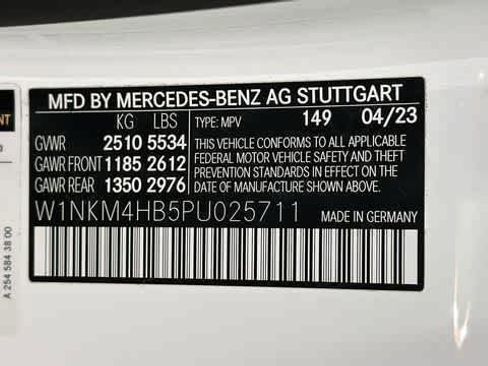 MFD BY MERCEDES-BENZ AG STUTTGART
KG LBS TYPE: MPV 149 04/23
GVWR 2510 5534
GAWR FRONT 1185 2612
GAWR REAR 1350 2976
THIS VEHICLE CONFORMS TO ALL APPLICABLE
FEDERAL MOTOR VEHICLE SAFETY AND THEFT
PREVENTION STANDARDS IN EFFECT ON THE
DATE OF MANUFACTURE SHOWN ABOVE.
W1NKM4HB5PU025711 MADE IN GERMANY
A 254 584 38 00